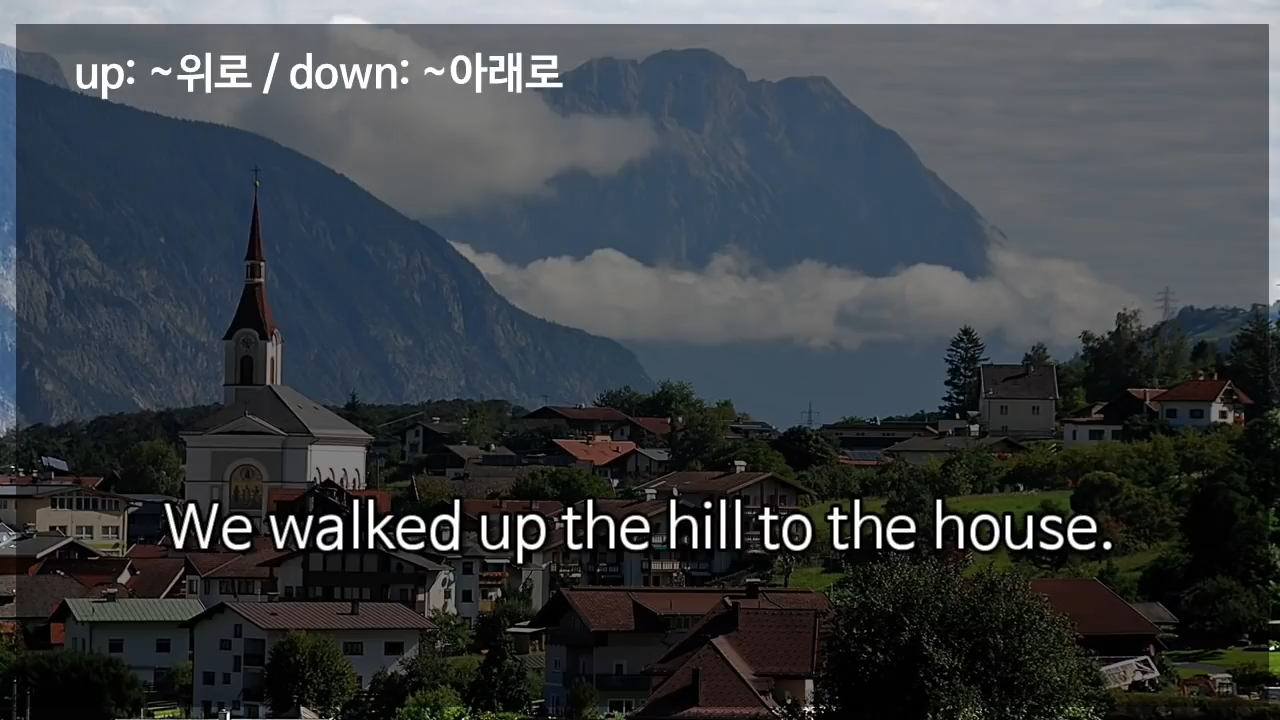 up: ~위로 / down: ~아래로
We walked up the hill to the house.